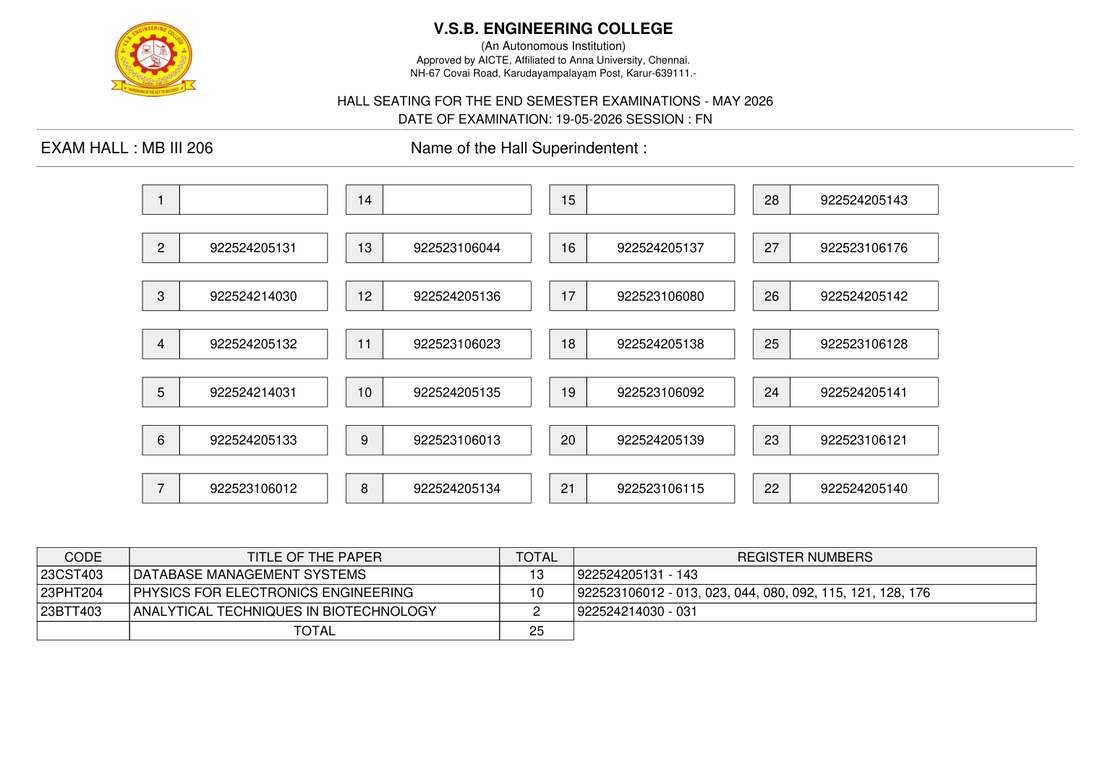 V.S.B. ENGINEERING COLLEGE
(An Autonomous Institution)
Approved by AICTE, Affiliated to Anna University, Chennai.
NH-67 Covai Road, Karudayampalayam Post, Karur-639111.-
HALL SEATING FOR THE END SEMESTER EXAMINATIONS - MAY 2026
DATE OF EXAMINATION: 19-05-2026 SESSION : FN
EXAM HALL : MB III 206 Name of the Hall Superindentent :
1 14 15 28 922524205143
2 922524205131 13 922523106044 16 922524205137 27 922523106176
3 922524214030 12 922524205136 17 922523106080 26 922524205142
4 922524205132 11 922523106023 18 922524205138 25 922523106128
5 922524214031 10 922524205135 19 922523106092 24 922524205141
6 922524205133 9 922523106013 20 922524205139 23 922523106121
7 922523106012 8 922524205134 21 922523106115 22 922524205140
CODE TITLE OF THE PAPER TOTAL REGISTER NUMBERS
23CST403 DATABASE MANAGEMENT SYSTEMS 13 922524205131 - 143
23PHT204 PHYSICS FOR ELECTRONICS ENGINEERING 10 922523106012 - 013, 023, 044, 080, 092, 115, 121, 128, 176
23BTT403 ANALYTICAL TECHNIQUES IN BIOTECHNOLOGY 2 922524214030 - 031
TOTAL 25